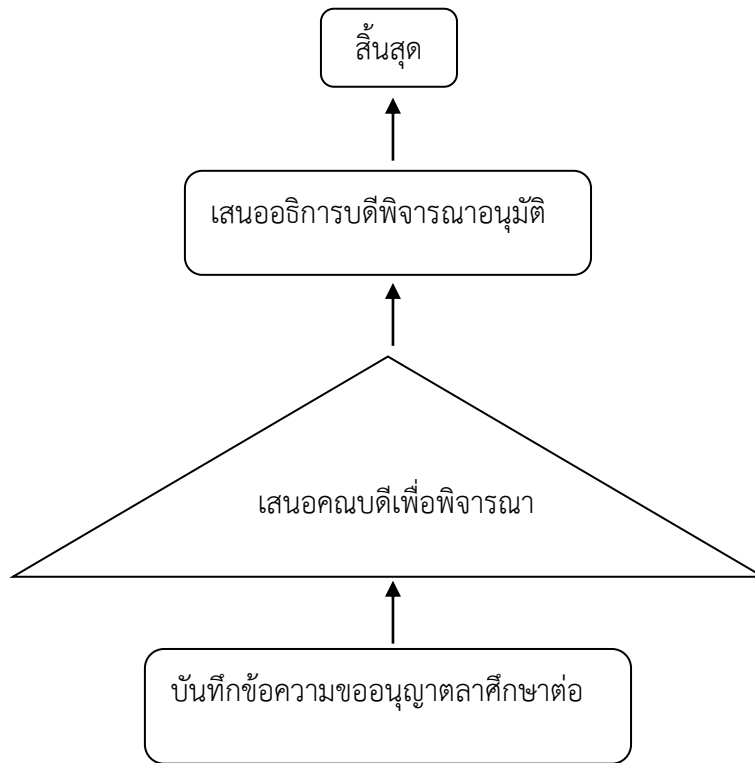 สิ้นสุด
เสนออธิการบดีพิจารณาอนุมัติ
เสนอคณบดีเพื่อพิจารณา
บันทึกข้อความขออนุญาตลาศึกษาต่อ